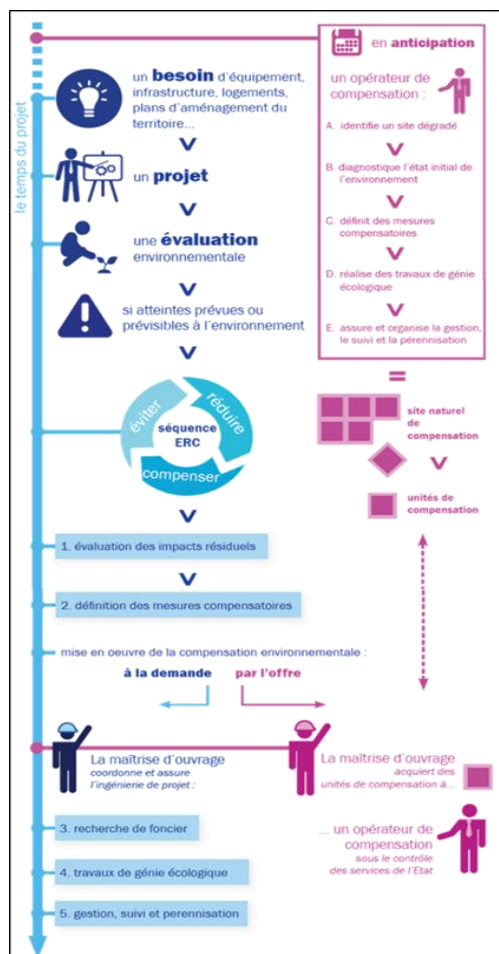 le temps du projet
un besoin d'équipement,
infrastructure, logements,
plans d'aménagement du
territoire...
un projet
une évaluation
environnementale
si atteintes prévues ou
prévisibles à l'environnement
éviter
réduire
compenser
séquence
ERC
1. évaluation des impacts résiduels
2. définition des mesures compensatoires
en anticipation
un opérateur de
compensation :
A. identifie un site dégradé
B. diagnostique l'état initial de
l'environnement
C. définit des mesures
compensatoires
D. réalise des travaux de génie
écologique
E. assure et organise la gestion,
le suivi et la pérennisation
=
site naturel
de
compensation
unités de
compensation
mise en oeuvre de la compensation environnementale :
à la demande
par l'offre
La maîtrise d'ouvrage
coordonne et assure
l'ingénierie de projet :
3. recherche de foncier
4. travaux de génie écologique
5. gestion, suivi et perennisation
La maîtrise d'ouvrage
acquiert des
unités de compensation à...
... un opérateur de
compensation
sous le contrôle
des services de l'Etat